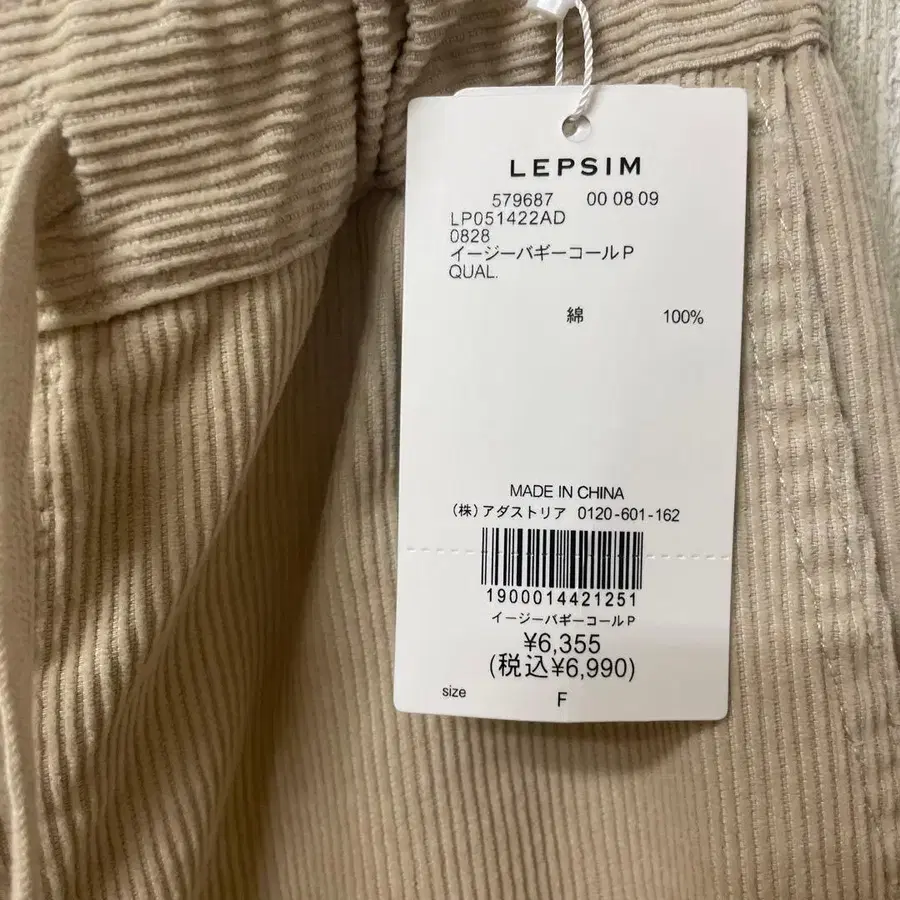 LEPSIM
579687 00 08 09
LP051422AD
0828
イージーバギーコールP
QUAL.
綿 100%
MADE IN CHINA
(株)アダストリア 0120-601-162
1900014421251
イージーバギーコールP
¥6,355
(税込¥6,990)
size F